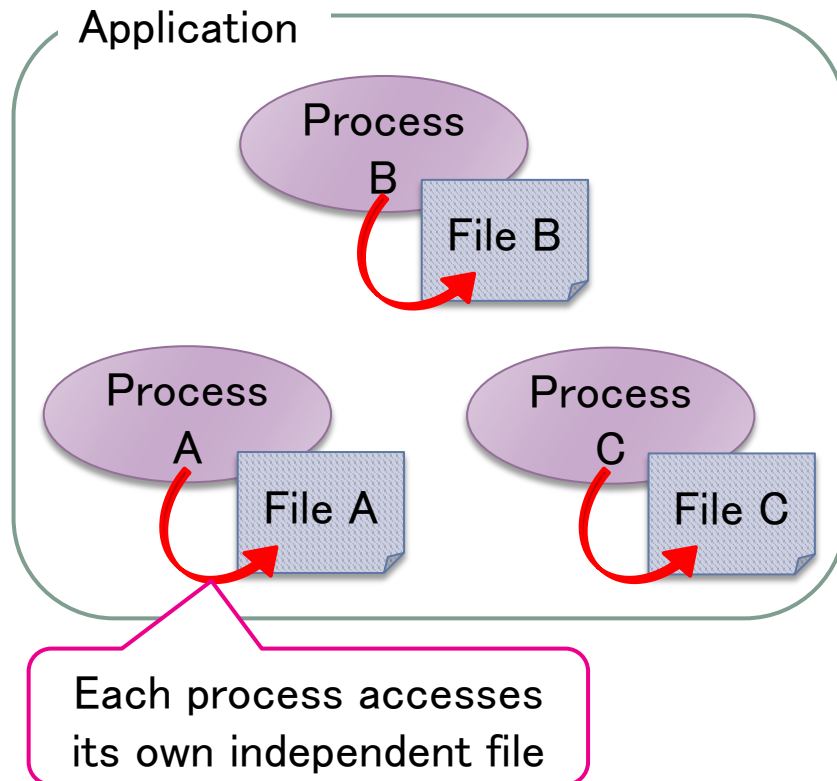 Application
Process
B
File B
Process
A
File A
Process
C
File C
Each process accesses
its own independent file